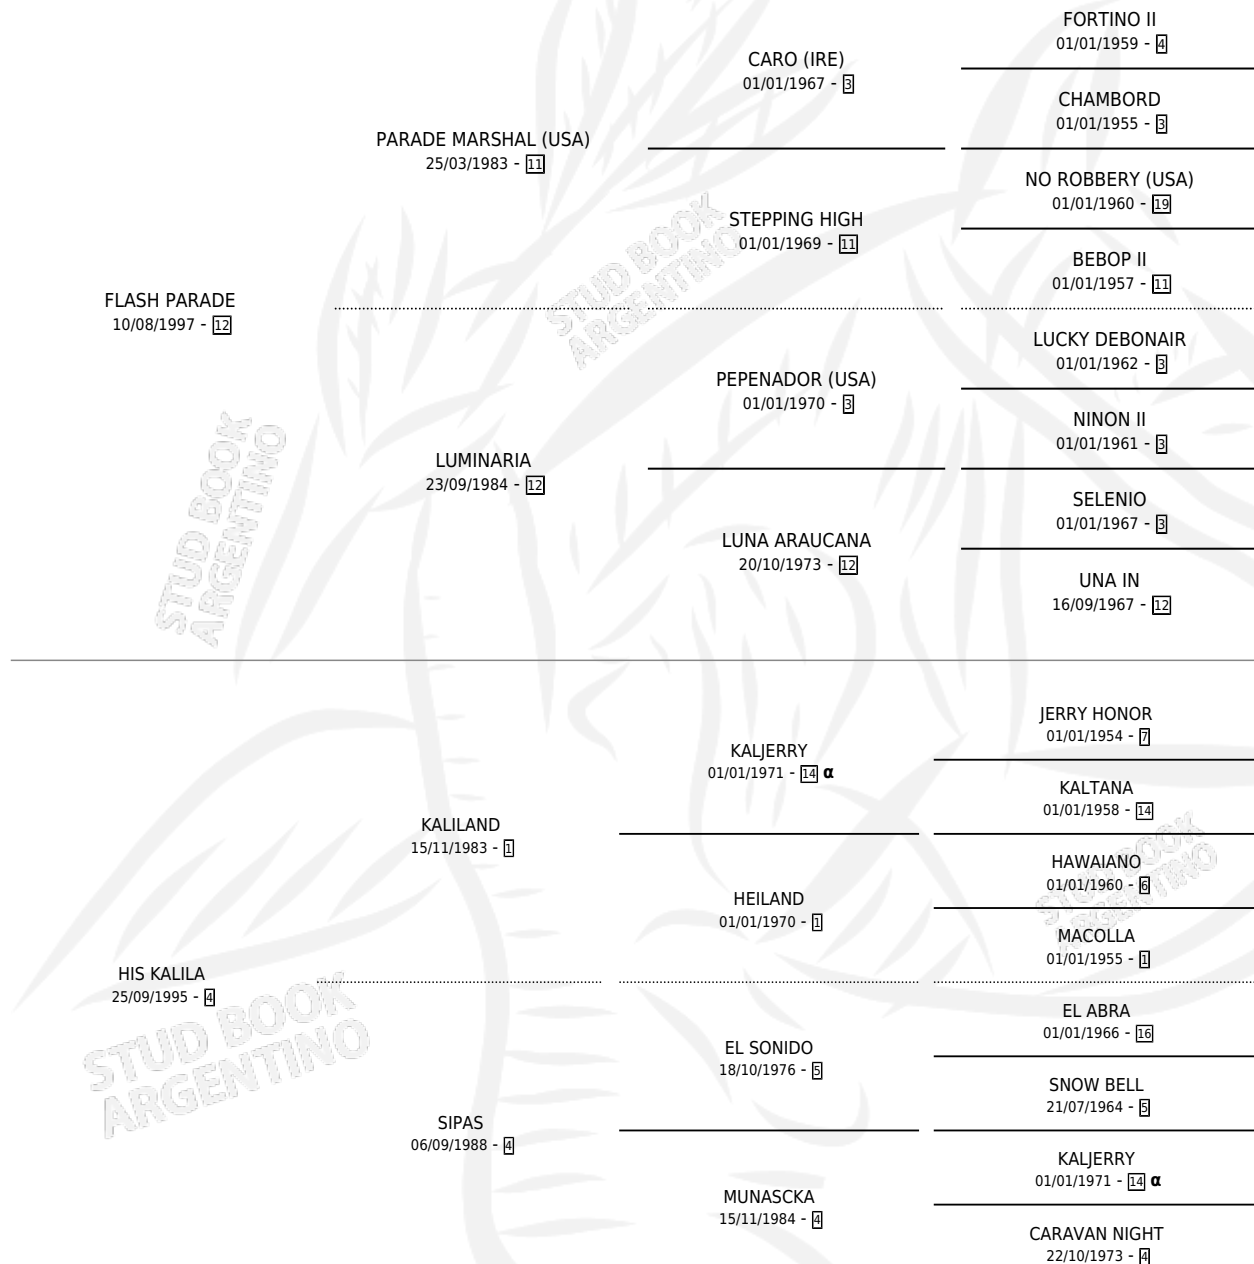 FORTINO II
01/01/1959 - 4
CARO (IRE)
01/01/1967 - 3
CHAMBORD
01/01/1955 - 3
PARADE MARSHAL (USA)
25/03/1983 - 11
NO ROBBERY (USA)
01/01/1960 - 19
STEPPING HIGH
01/01/1969 - 11
BEBOP II
01/01/1957 - 11
FLASH PARADE
10/08/1997 - 12
LUCKY DEBONAIR
01/01/1962 - 3
PEPENADOR (USA)
01/01/1970 - 3
NINON II
01/01/1961 - 3
LUMINARIA
23/09/1984 - 12
SELENIO
01/01/1967 - 3
LUNA ARAUCANA
20/10/1973 - 12
UNA IN
16/09/1967 - 12
JERRY HONOR
01/01/1954 - 7
KALJERRY
01/01/1971 - 14 α
KALTANA
01/01/1958 - 14
KALILAND
15/11/1983 - 1
HAWAIANO
01/01/1960 - 6
HEILAND
01/01/1970 - 1
MACOLLA
01/01/1955 - 1
HIS KALILA
25/09/1995 - 4
EL ABRA
01/01/1966 - 16
EL SONIDO
18/10/1976 - 5
SNOW BELL
21/07/1964 - 5
SIPAS
06/09/1988 - 4
KALJERRY
01/01/1971 - 14 α
MUNASCKA
15/11/1984 - 4
CARAVAN NIGHT
22/10/1973 - 4
STUD BOOK
ARGENTINO
STUD BOOK
ARGENTINO
STUD BOOK
ARGENTINO
STUD BOOK
ARGENTINO